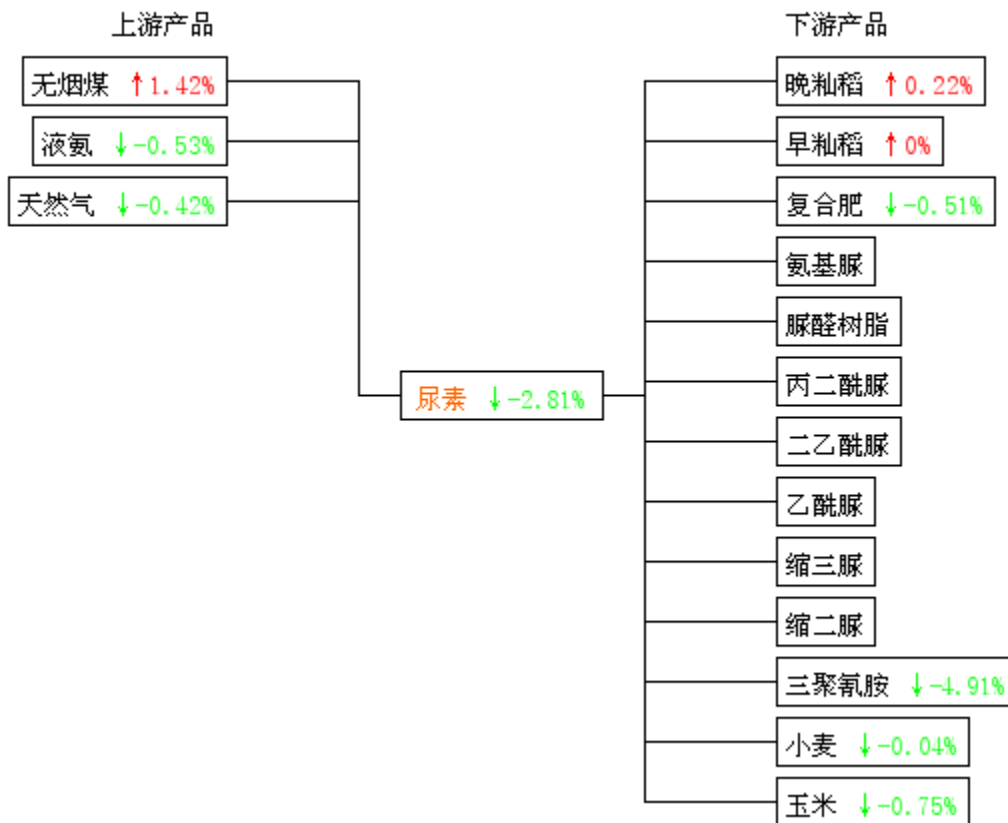 上游产品
无烟煤 ↑1.42%
液氨 ↓-0.53%
天然气 ↓-0.42%
尿素 ↓-2.81%
下游产品
晚籼稻 ↑0.22%
早籼稻 ↑0%
复合肥 ↓-0.51%
氨基脲
脲醛树脂
丙二酰脲
二乙酰脲
乙酰脲
缩三脲
缩二脲
三聚氰胺 ↓-4.91%
小麦 ↓-0.04%
玉米 ↓-0.75%